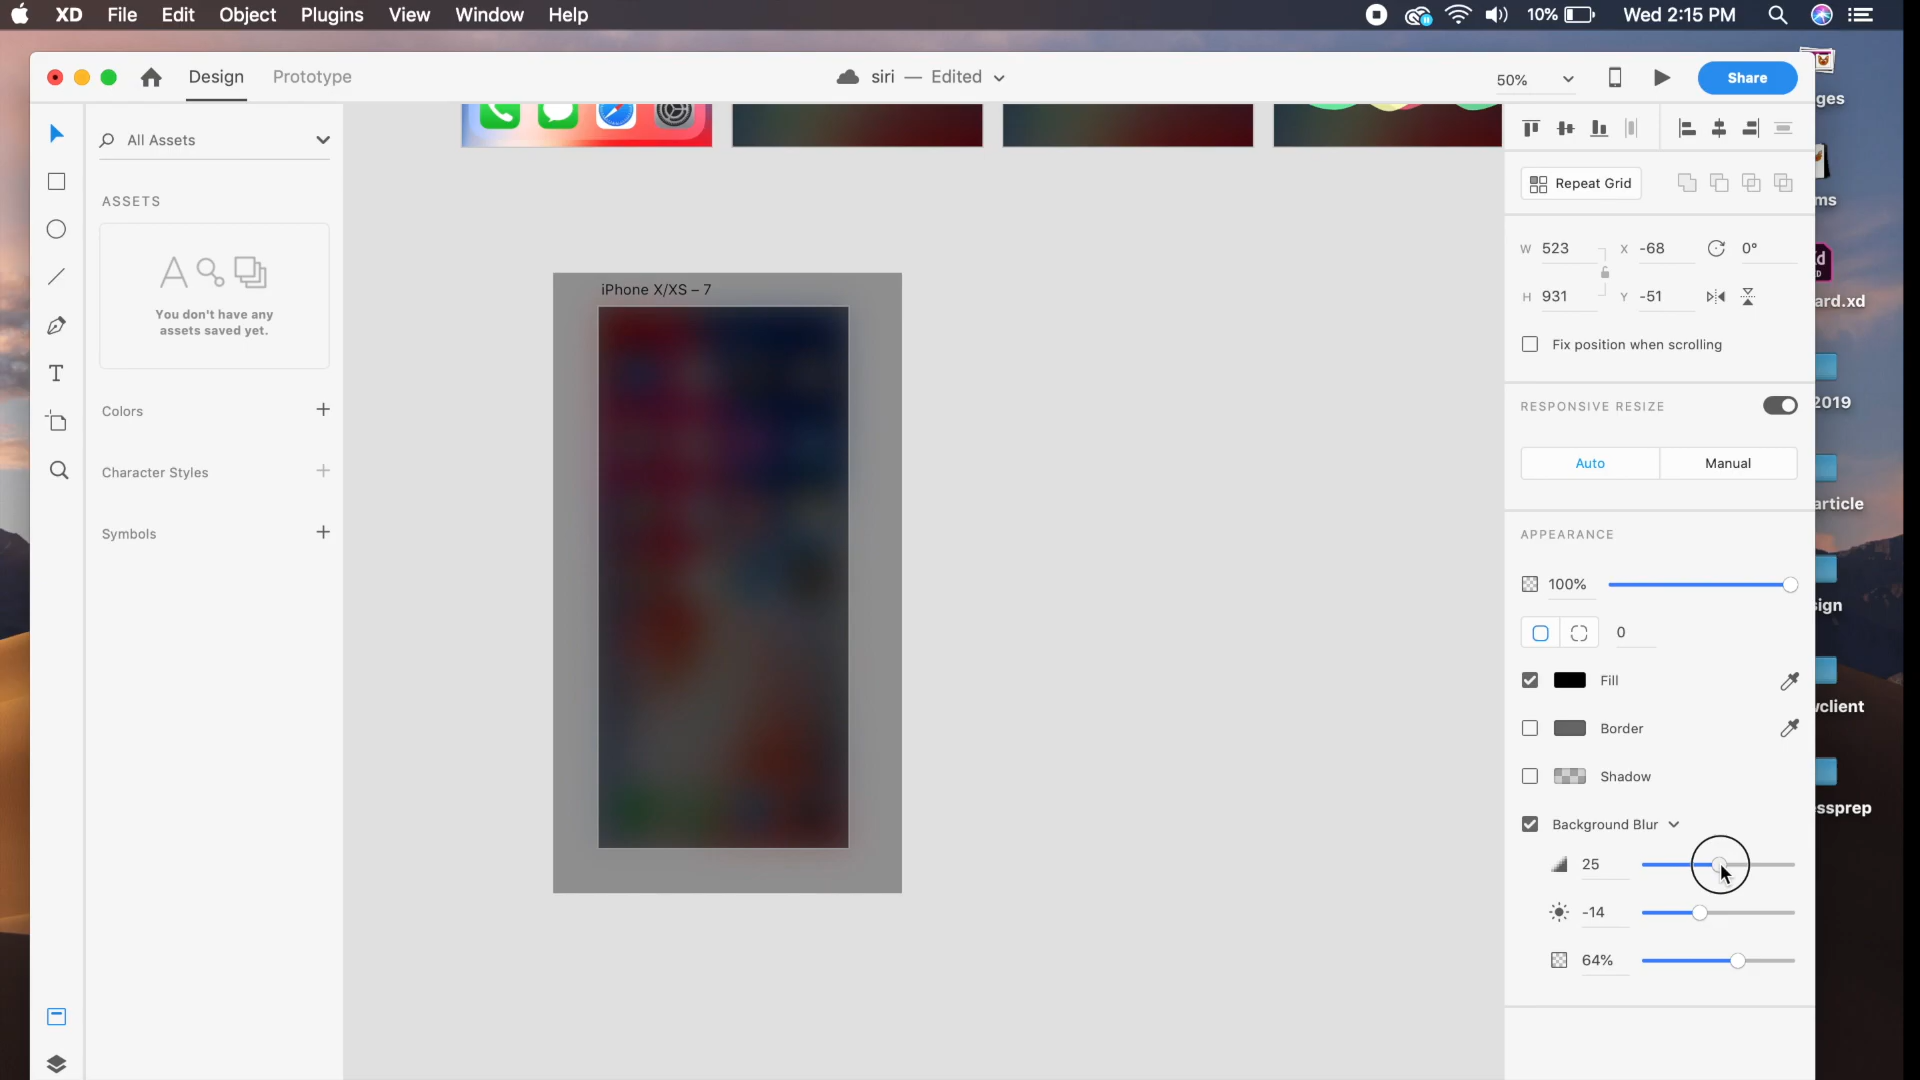 XD File Edit Object Plugins View Window Help
10% Wed 2:15 PM
Design Prototype
siri — Edited
50%
Share
All Assets
ASSETS
You don't have any
assets saved yet.
Colors
Character Styles
Symbols
iPhone X/XS – 7
Repeat Grid
W 523 X -68 0°
H 931 Y -51
Fix position when scrolling
RESPONSIVE RESIZE
Auto Manual
APPEARANCE
100%
0
Fill
Border
Shadow
Background Blur
25
-14
64%
ges
ms
ard.xd
2019
article
ign
client
ssprep